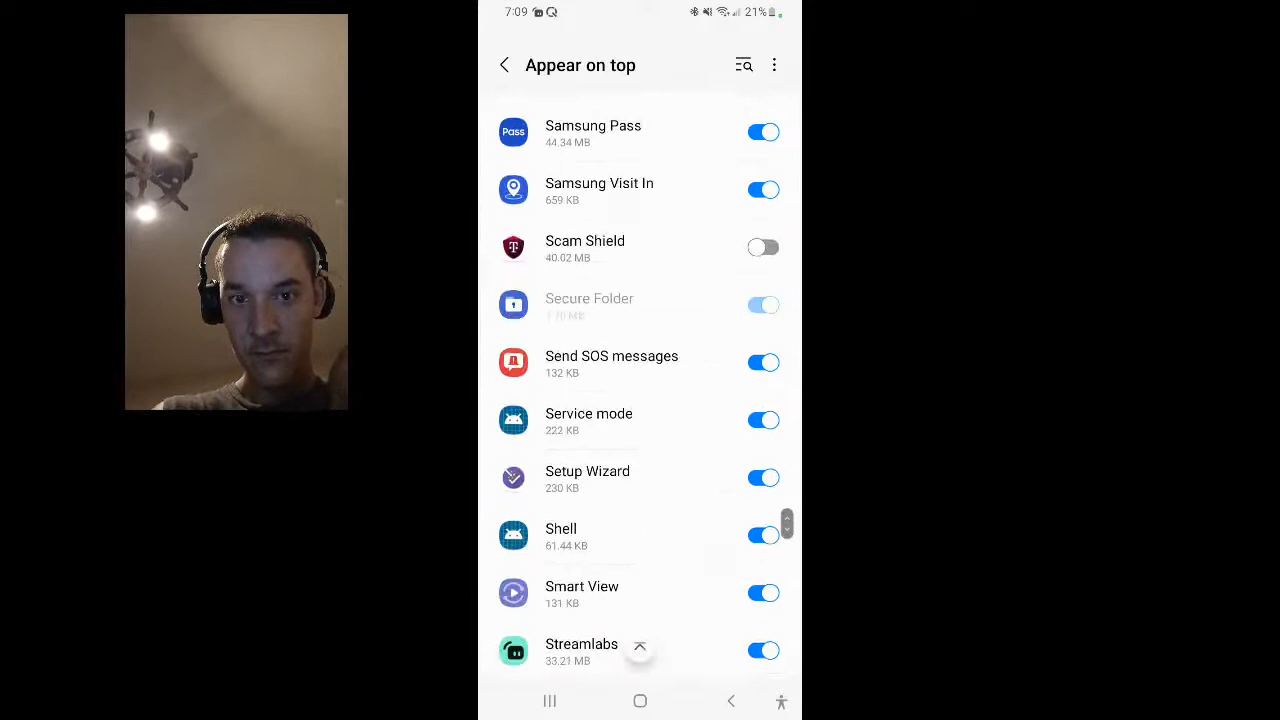 7:09
21%
Appear on top
Pass
Samsung Pass
44.34 MB
Samsung Visit In
659 KB
T
Scam Shield
40.02 MB
Secure Folder
Send SOS messages
132 KB
Service mode
222 KB
Setup Wizard
230 KB
Shell
61.44 KB
Smart View
131 KB
Streamlabs
33.21 MB